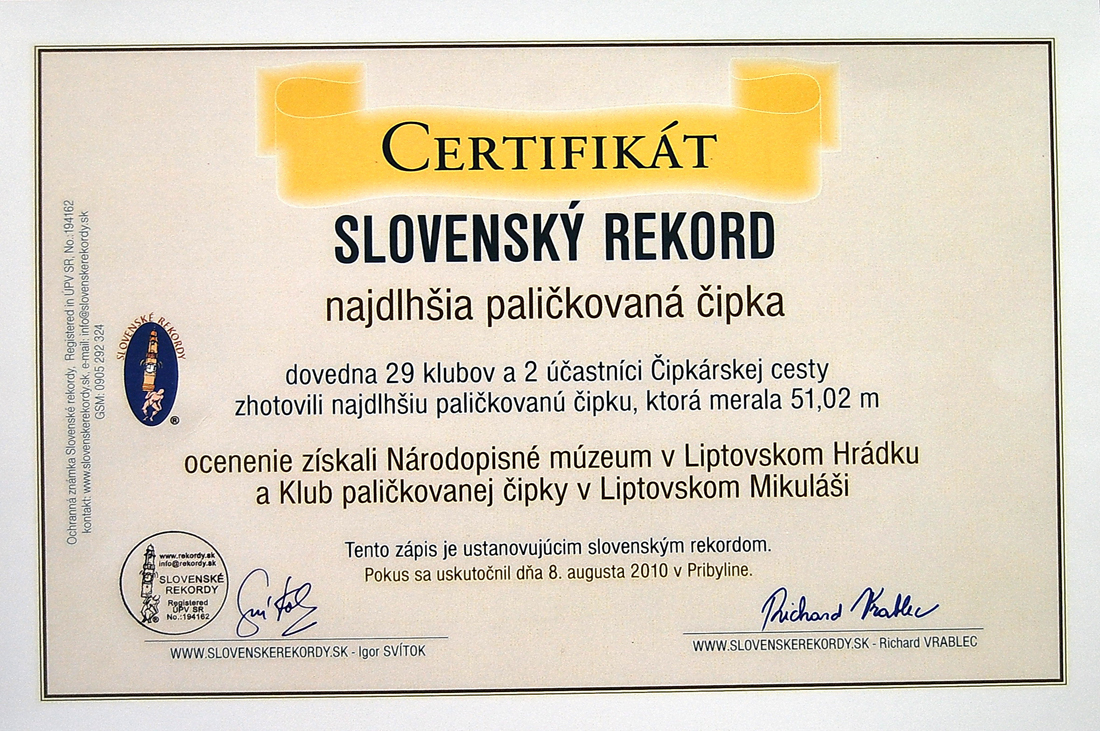 CERTIFIKÁT
SLOVENSKÝ REKORD
najdlhšia paličkovaná čipka
dovedna 29 klubov a 2 účastníci Čipkárskej cesty
zhotovili najdlhšiu paličkovanú čipku, ktorá merala 51,02 m
ocenenie získali Národopisné múzeum v Liptovskom Hrádku
a Klub paličkovanej čipky v Liptovskom Mikuláši
Tento zápis je ustanovujúcim slovenským rekordom.
Pokus sa uskutočnil dňa 8. augusta 2010 v Pribyline.
Ochranná známka Slovenské rekordy, Registered in ÚPV SR, No.:194162
kontakt: www.slovenskerekordy.sk, e-mail: info@slovenskerekordy.sk
GSM: 0905 292 324
SLOVENSKÉ REKORDY
®
www.rekordy.sk
info@rekordy.sk
SLOVENSKÉ
REKORDY
Registered
ÚPV SR
No.:194162
®
Svítok
WWW.SLOVENSKEREKORDY.SK - Igor SVÍTOK
Richard Vrablec
WWW.SLOVENSKEREKORDY.SK - Richard VRABLEC